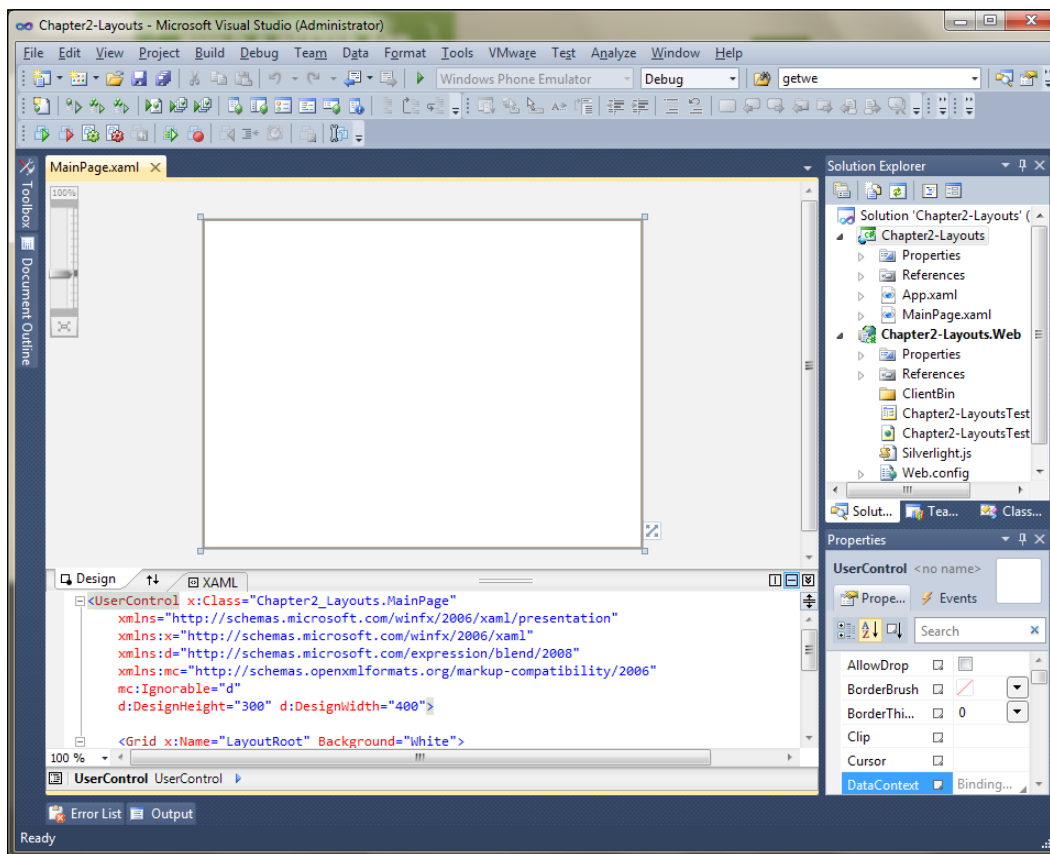 Chapter2-Layouts - Microsoft Visual Studio (Administrator)
File Edit View Project Build Debug Team Data Format Tools VMware Test Analyze Window Help
Windows Phone Emulator Debug getwe
MainPage.xaml
Toolbox
Document Outline
100%
Solution Explorer
Solution 'Chapter2-Layouts' (
Chapter2-Layouts
Properties
References
App.xaml
MainPage.xaml
Chapter2-Layouts.Web
Properties
References
ClientBin
Chapter2-LayoutsTest
Chapter2-LayoutsTest
Silverlight.js
Web.config
Solut... Tea... Class...
Properties
UserControl <no name>
Prope... Events
Search
AllowDrop
BorderBrush
BorderThi... 0
Clip
Cursor
DataContext Binding...
Design XAML
<UserControl x:Class="Chapter2_Layouts.MainPage"
xmlns="http://schemas.microsoft.com/winfx/2006/xaml/presentation"
xmlns:x="http://schemas.microsoft.com/winfx/2006/xaml"
xmlns:d="http://schemas.microsoft.com/expression/blend/2008"
xmlns:mc="http://schemas.openxmlformats.org/markup-compatibility/2006"
mc:Ignorable="d"
d:DesignHeight="300" d:DesignWidth="400">
<Grid x:Name="LayoutRoot" Background="White">
100 %
UserControl UserControl
Error List Output
Ready